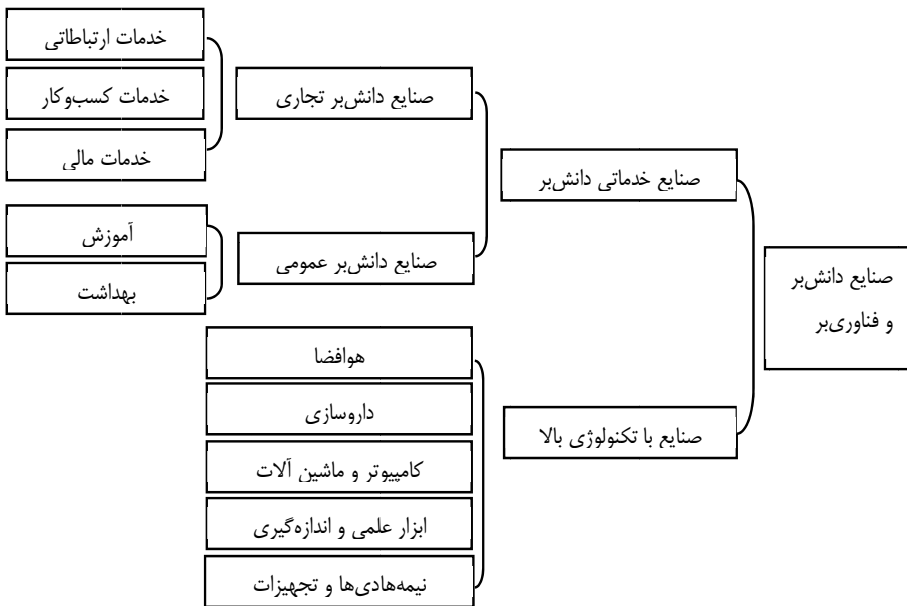 صنایع دانش‌بر
و فناوری‌بر
صنایع خدماتی دانش‌بر
صنایع دانش‌بر تجاری
خدمات ارتباطاتی
خدمات کسب‌وکار
خدمات مالی
صنایع دانش‌بر عمومی
آموزش
بهداشت
صنایع با تکنولوژی بالا
هوافضا
داروسازی
کامپیوتر و ماشین آلات
ابزار علمی و اندازه‌گیری
نیمه‌هادی‌ها و تجهیزات